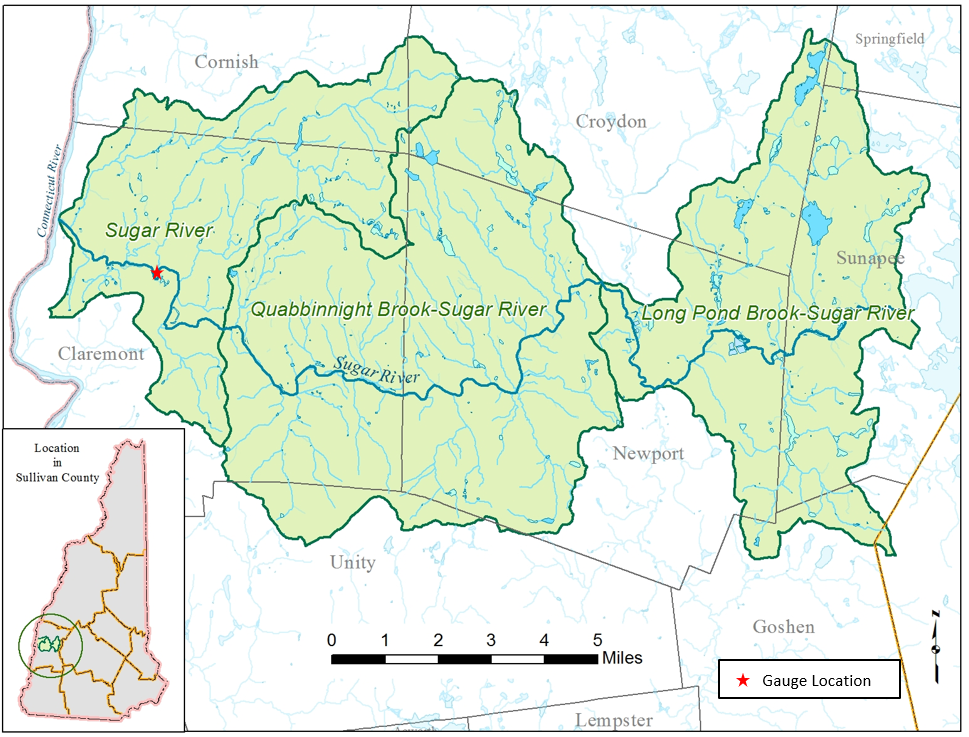 Springfield
Cornish
Croydon
Connecticut River
Sugar River
Sunapee
Quabbinnight Brook-Sugar River
Long Pond Brook-Sugar River
Claremont
Sugar River
Newport
Location
in
Sullivan County
Unity
Goshen
0 1 2 3 4 5
Miles
N
Gauge Location
Lempster